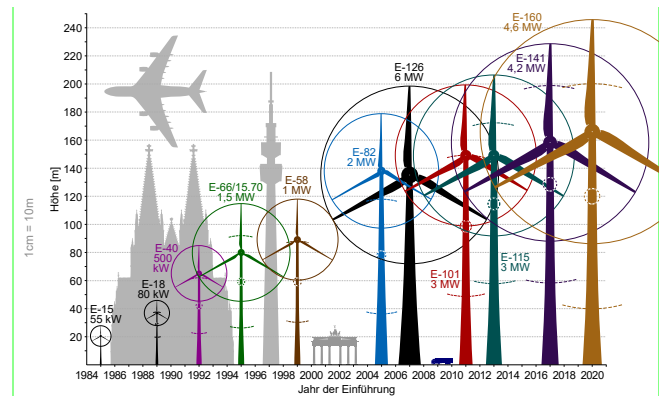 E-160
4,6 MW
240
220
200
180
160
140
120
100
80
60
40
20
Höhe [m]
1cm = 10m
E-141
4,2 MW
E-126
6 MW
E-82
2 MW
E-66/15.70
1,5 MW
E-58
1 MW
E-40
500
kW
E-18
80 kW
E-15
55 kW
E-101
3 MW
E-115
3 MW
1984 1986 1988 1990 1992 1994 1996 1998 2000 2002 2004 2006 2008 2010 2012 2014 2016 2018 2020
Jahr der Einführung